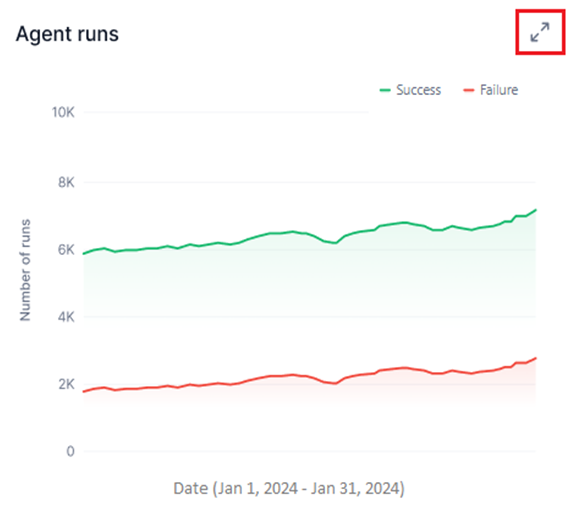 Agent runs
Success
Failure
10K
8K
6K
4K
2K
0
Number of runs
Date (Jan 1, 2024 - Jan 31, 2024)